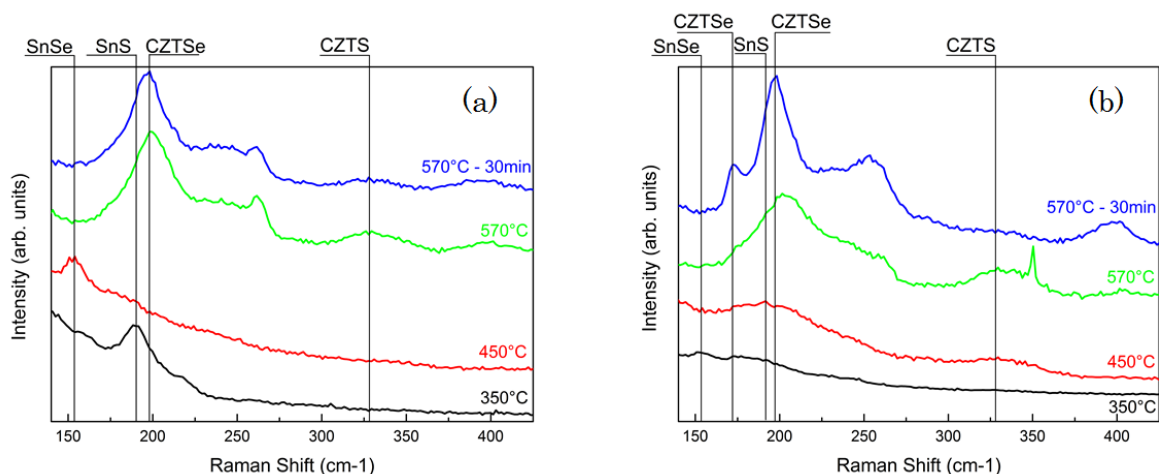 CZTSe CZTSe
SnSe SnS CZTSe CZTS SnSe SnS CZTS
(a) (b)
570°C - 30min 570°C - 30min
570°C 570°C
450°C 450°C
350°C 350°C
Intensity (arb. units) Intensity (arb. units)
150 200 250 300 350 400 150 200 250 300 350 400
Raman Shift (cm-1) Raman Shift (cm-1)